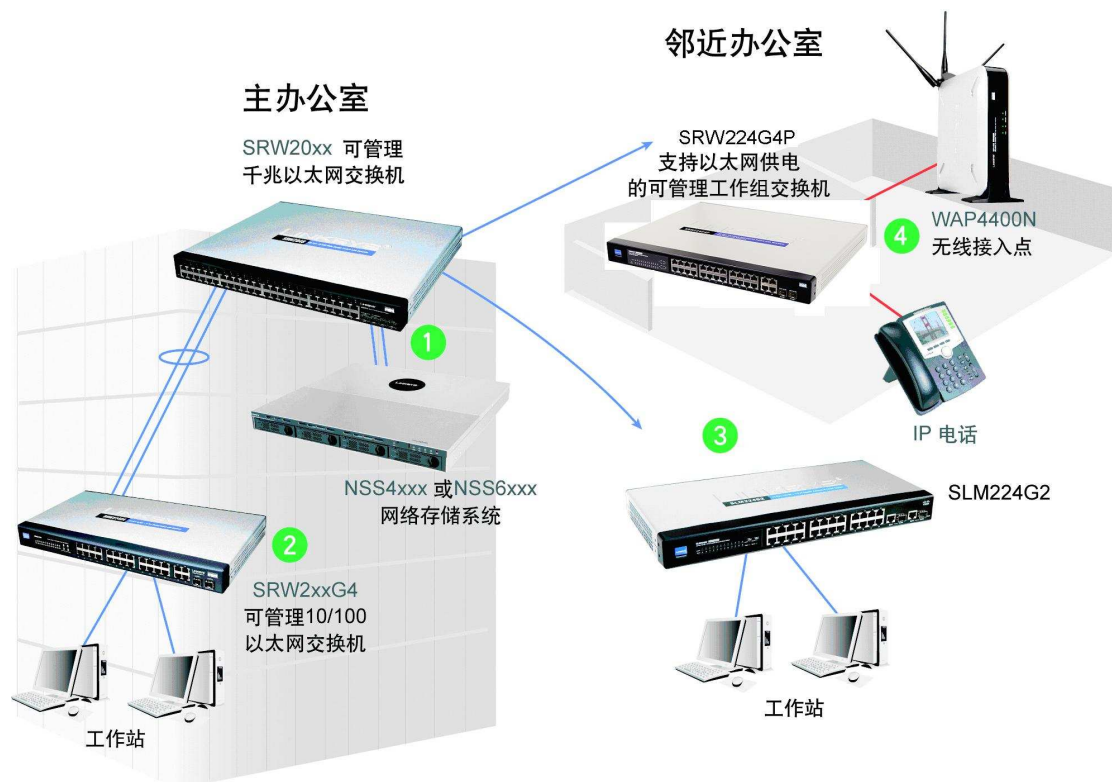 邻近办公室
主办公室
SRW20xx 可管理
千兆以太网交换机
SRW224G4P
支持以太网供电
的可管理工作组交换机
4
WAP4400N
无线接入点
1
IP 电话
3
NSS4xxx 或NSS6xxx
网络存储系统
SLM224G2
2
SRW2xxG4
可管理10/100
以太网交换机
工作站
工作站